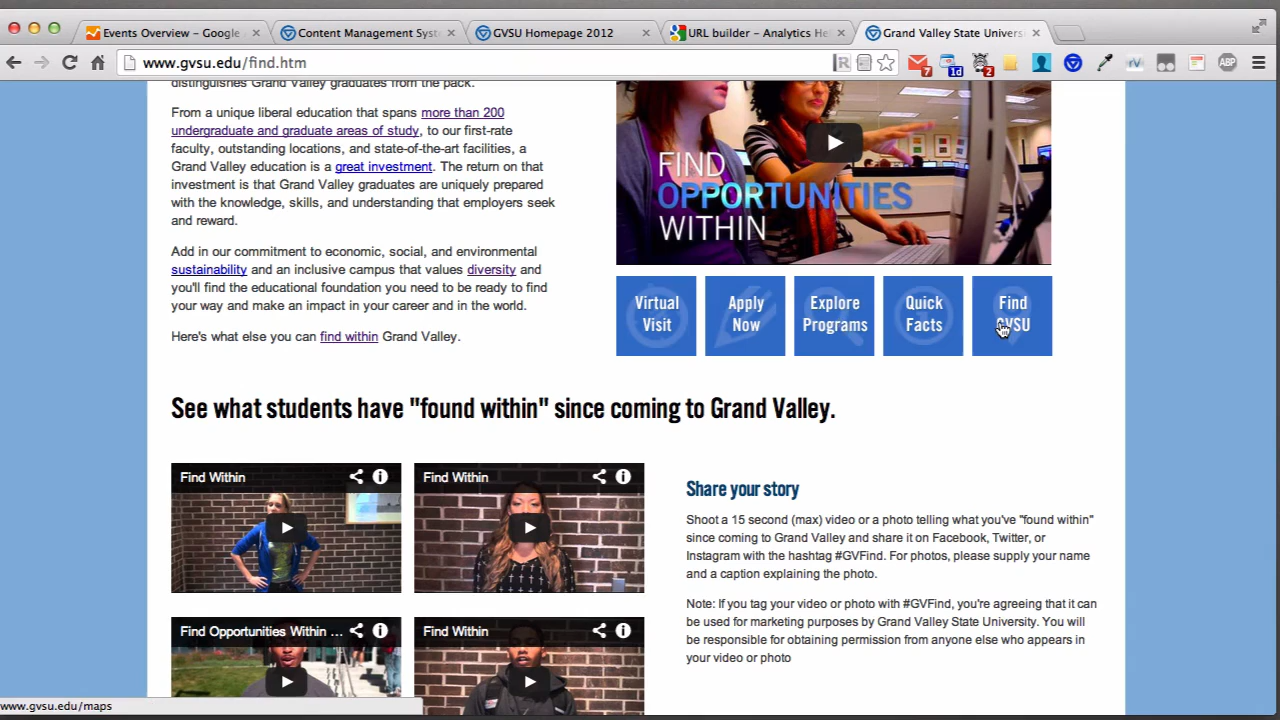 Events Overview – Google
Content Management Syst
GVSU Homepage 2012
URL builder – Analytics He
Grand Valley State Univers
www.gvsu.edu/find.htm
7
1d
2
rV
ABP
distinguishes Grand Valley graduates from the pack.
From a unique liberal education that spans more than 200
undergraduate and graduate areas of study, to our first-rate
faculty, outstanding locations, and state-of-the-art facilities, a
Grand Valley education is a great investment. The return on that
investment is that Grand Valley graduates are uniquely prepared
with the knowledge, skills, and understanding that employers seek
and reward.
Add in our commitment to economic, social, and environmental
sustainability and an inclusive campus that values diversity and
you'll find the educational foundation you need to be ready to find
your way and make an impact in your career and in the world.
Here's what else you can find within Grand Valley.
FIND
OPPORTUNITIES
WITHIN
Virtual
Visit
Apply
Now
Explore
Programs
Quick
Facts
Find
GVSU
See what students have "found within" since coming to Grand Valley.
Find Within
Find Within
Find Opportunities Within ...
Find Within
Share your story
Shoot a 15 second (max) video or a photo telling what you've "found within"
since coming to Grand Valley and share it on Facebook, Twitter, or
Instagram with the hashtag #GVFind. For photos, please supply your name
and a caption explaining the photo.
Note: If you tag your video or photo with #GVFind, you're agreeing that it can
be used for marketing purposes by Grand Valley State University. You will
be responsible for obtaining permission from anyone else who appears in
your video or photo
www.gvsu.edu/maps